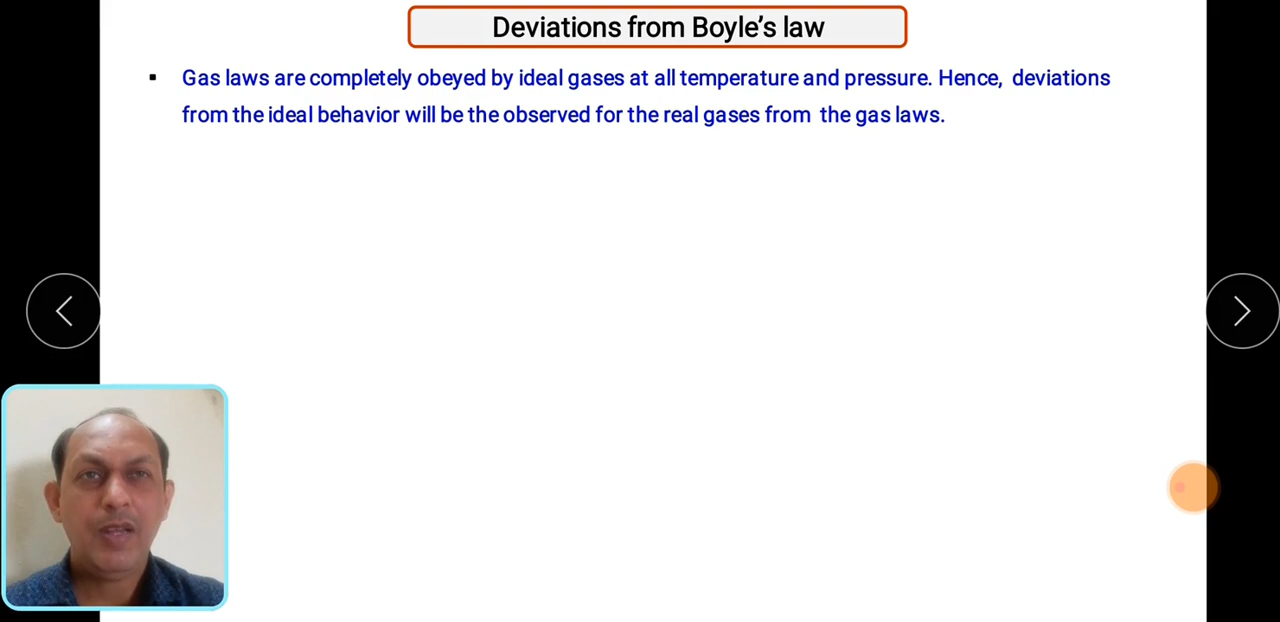 Deviations from Boyle’s law
▪ Gas laws are completely obeyed by ideal gases at all temperature and pressure. Hence, deviations
from the ideal behavior will be the observed for the real gases from the gas laws.